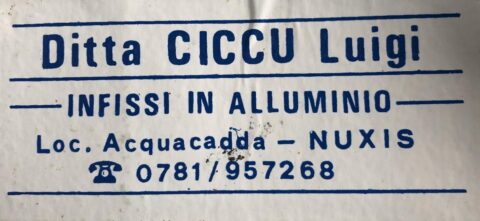 Ditta CICCU Luigi
INFISSI IN ALLUMINIO
Loc. Acquacadda - NUXIS
☎ 0781/957268